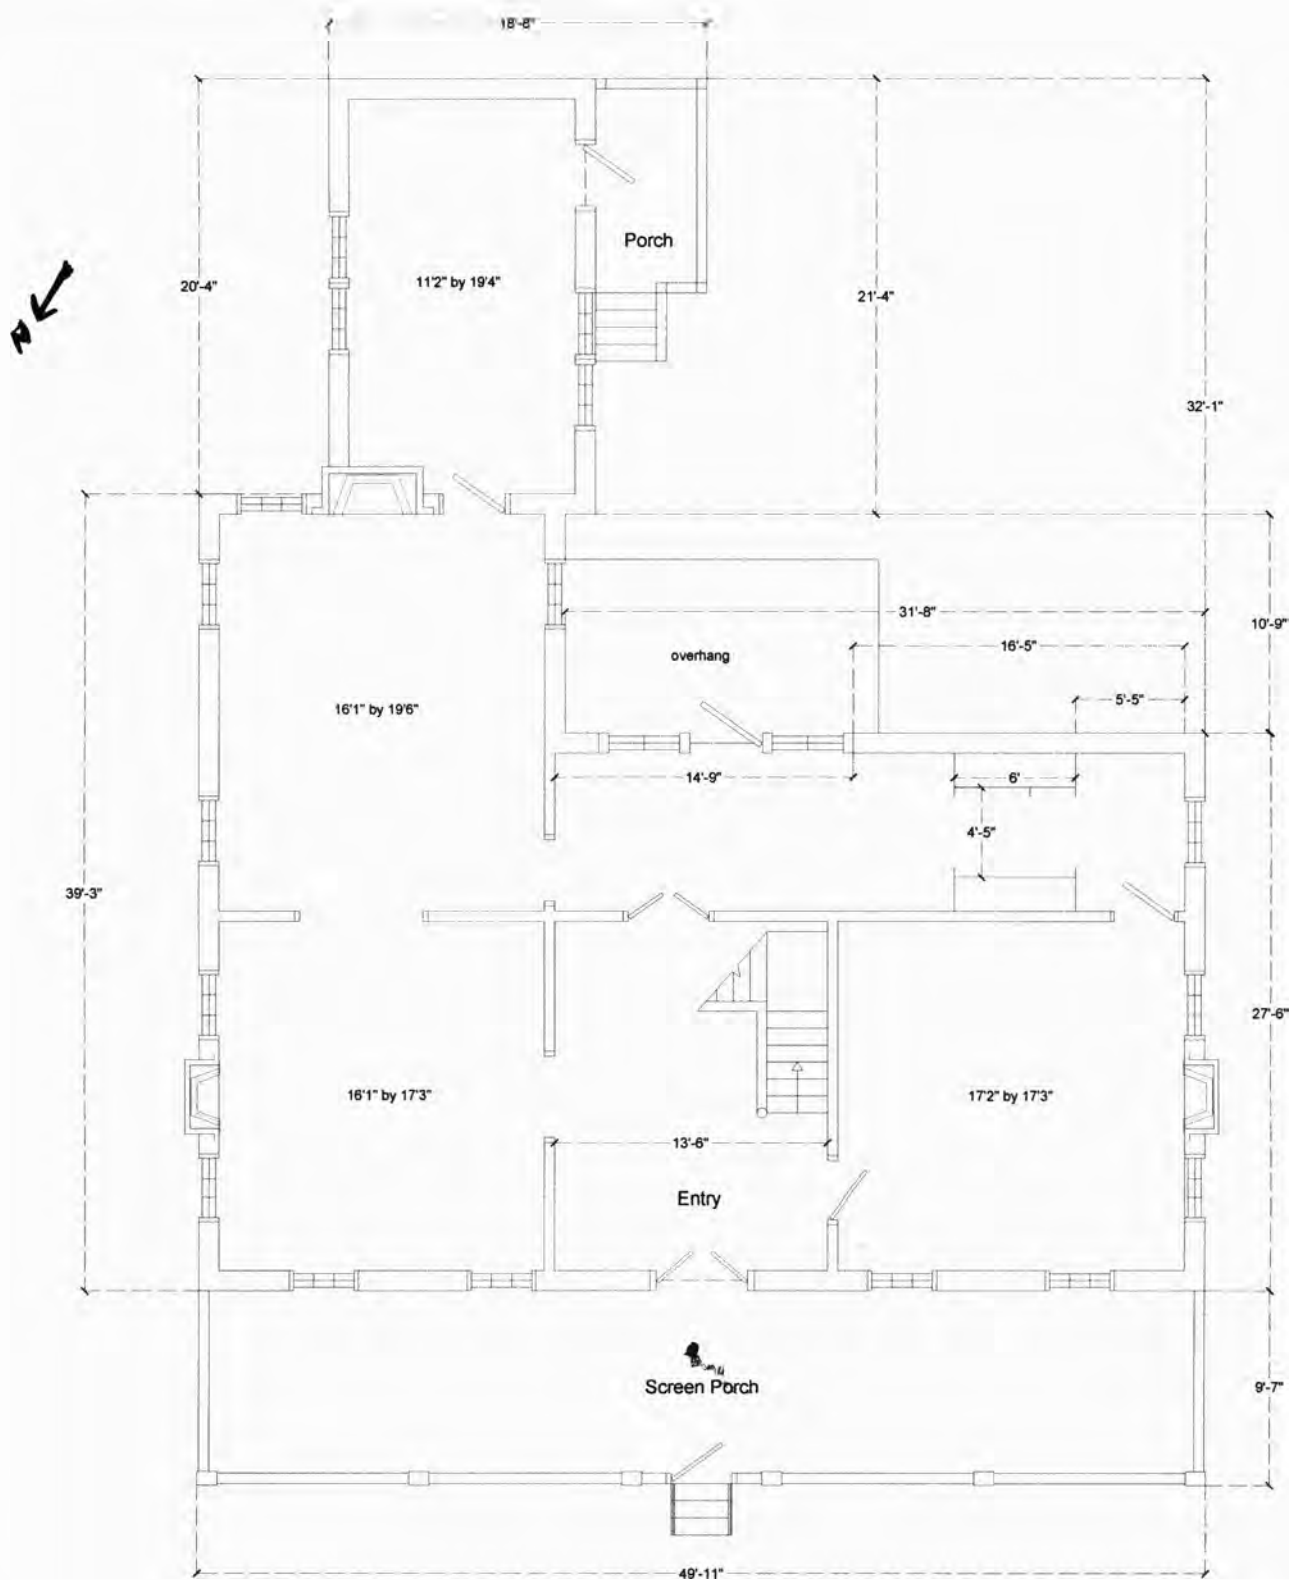 18'-8"
20'-4"
11'2" by 19'4"
Porch
21'-4"
32'-1"
N
31'-8"
10'-9"
16'-5"
overhang
5'-5"
16'1" by 19'6"
14'-9"
6'
4'-5"
39'-3"
27'-6"
16'1" by 17'3"
17'2" by 17'3"
13'-6"
Entry
Screen Porch
9'-7"
49'-11"